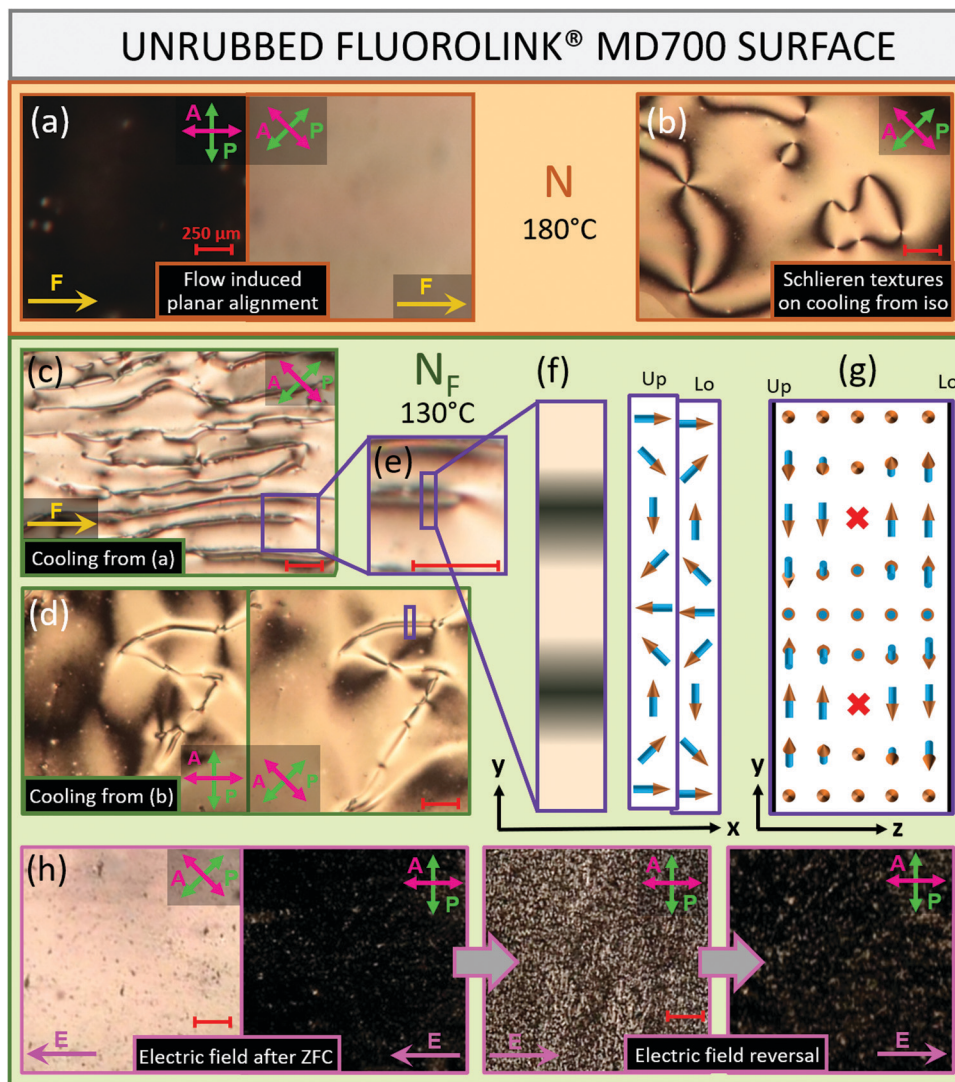 UNRUBBED FLUOROLINK® MD700 SURFACE
(a)
A
P
A
P
250 µm
F
Flow induced
planar alignment
F
N
180°C
(b)
A
P
Schlieren textures
on cooling from iso
(c)
A
P
F
Cooling from (a)
N_F
130°C
(e)
(f)
Up
Lo
(g)
Up
Lo
(d)
A
P
A
P
Cooling from (b)
y
x
y
z
(h)
A
P
A
P
A
P
A
P
E
Electric field after ZFC
E
E
Electric field reversal
E